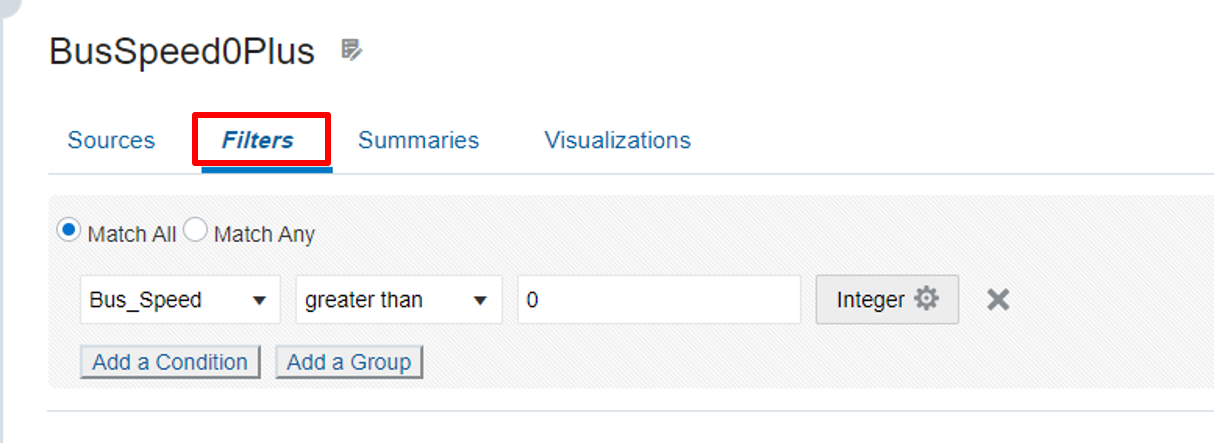 BusSpeed0Plus
Sources Filters Summaries Visualizations
Match All Match Any
Bus_Speed greater than 0 Integer
Add a Condition Add a Group